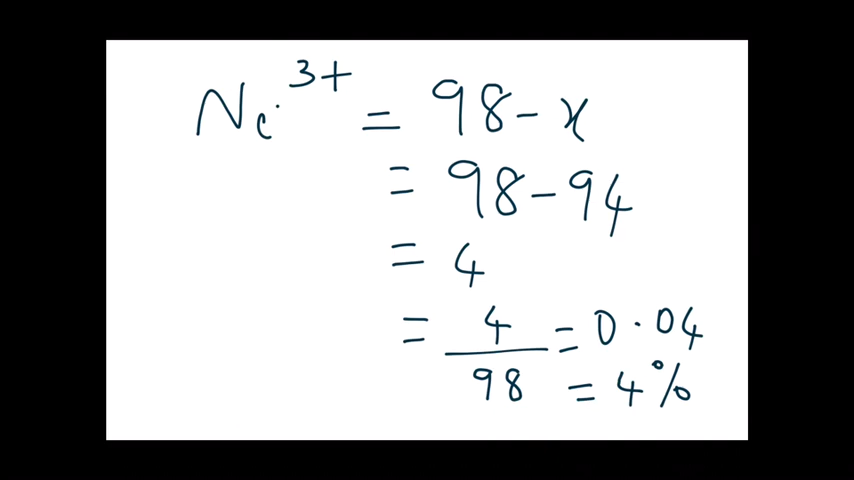 Ni³⁺ = 98 - x
= 98 - 94
= 4
= 4/98 = 0.04
= 4%